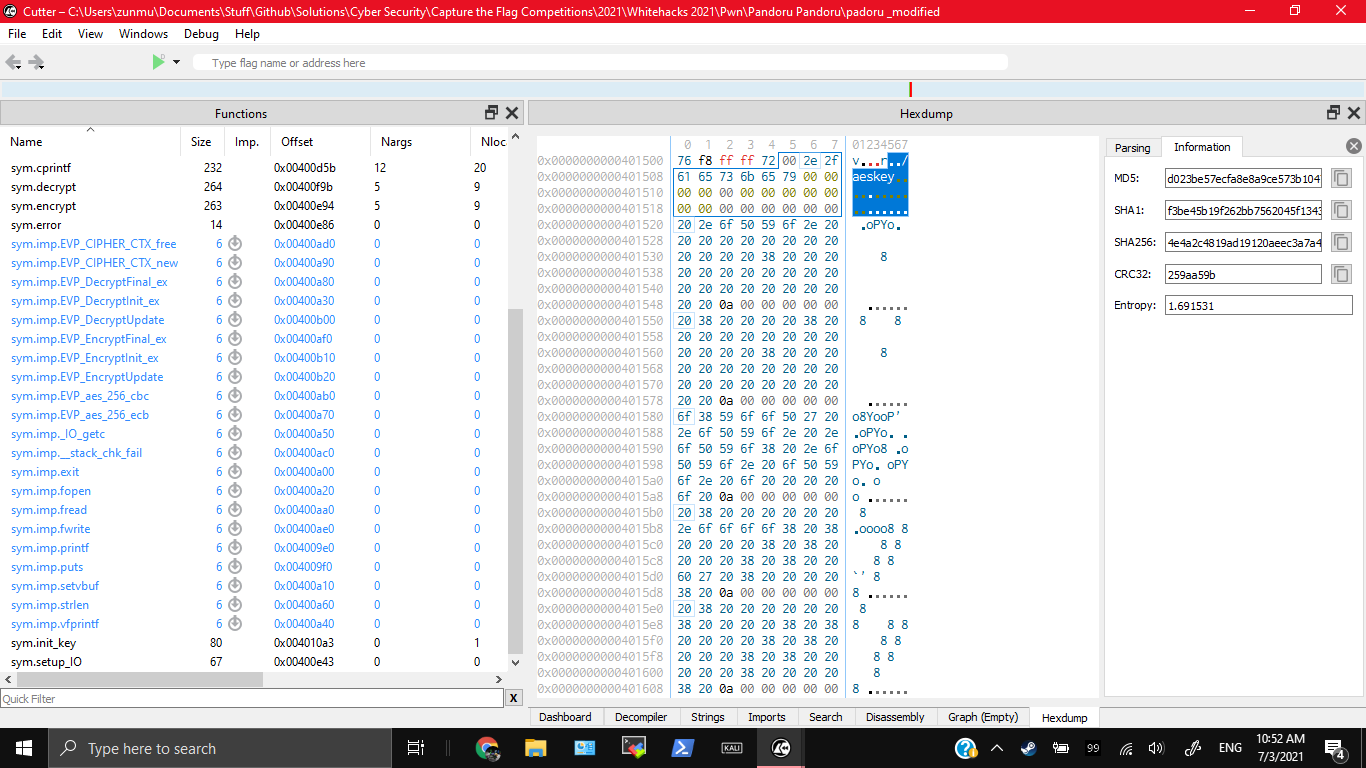 Cutter – C:\Users\zunmu\Documents\Stuff\Github\Solutions\Cyber Security\Capture the Flag Competitions\2021\Whitehacks 2021\Pwn\Pandoru Pandoru\padoru _modified
File Edit View Windows Debug Help
Type flag name or address here
Functions
Name Size Imp. Offset Nargs Nloc
sym.cprintf 232 0x00400d5b 12 20
sym.decrypt 264 0x00400f9b 5 9
sym.encrypt 263 0x00400e94 5 9
sym.error 14 0x00400e86 0 0
sym.imp.EVP_CIPHER_CTX_free 6 0x00400ad0 0 0
sym.imp.EVP_CIPHER_CTX_new 6 0x00400a90 0 0
sym.imp.EVP_DecryptFinal_ex 6 0x00400a80 0 0
sym.imp.EVP_DecryptInit_ex 6 0x00400a30 0 0
sym.imp.EVP_DecryptUpdate 6 0x00400b00 0 0
sym.imp.EVP_EncryptFinal_ex 6 0x00400af0 0 0
sym.imp.EVP_EncryptInit_ex 6 0x00400b10 0 0
sym.imp.EVP_EncryptUpdate 6 0x00400b20 0 0
sym.imp.EVP_aes_256_cbc 6 0x00400ab0 0 0
sym.imp.EVP_aes_256_ecb 6 0x00400a70 0 0
sym.imp._IO_getc 6 0x00400a50 0 0
sym.imp.__stack_chk_fail 6 0x00400ac0 0 0
sym.imp.exit 6 0x00400a00 0 0
sym.imp.fopen 6 0x00400a20 0 0
sym.imp.fread 6 0x00400aa0 0 0
sym.imp.fwrite 6 0x00400ae0 0 0
sym.imp.printf 6 0x004009e0 0 0
sym.imp.puts 6 0x004009f0 0 0
sym.imp.setvbuf 6 0x00400a10 0 0
sym.imp.strlen 6 0x00400a60 0 0
sym.imp.vfprintf 6 0x00400a40 0 0
sym.init_key 80 0x004010a3 0 1
sym.setup_IO 67 0x00400e43 0 0
Quick Filter X
Hexdump
0 1 2 3 4 5 6 7 01234567
0x0000000000401500 76 f8 ff ff 72 00 2e 2f v...r../
0x0000000000401508 61 65 73 6b 65 79 00 00 aeskey..
0x0000000000401510 00 00 00 00 00 00 00 00 ........
0x0000000000401518 00 00 00 00 00 00 00 00 ........
0x0000000000401520 20 2e 6f 50 59 6f 2e 20 .oPYo.
0x0000000000401528 20 20 20 20 20 20 20 20
0x0000000000401530 20 20 20 20 38 20 20 20 8
0x0000000000401538 20 20 20 20 20 20 20 20
0x0000000000401540 20 20 20 20 20 20 20 20
0x0000000000401548 20 20 0a 00 00 00 00 00 ......
0x0000000000401550 20 38 20 20 20 20 38 20 8 8
0x0000000000401558 20 20 20 20 20 20 20 20
0x0000000000401560 20 20 20 20 38 20 20 20 8
0x0000000000401568 20 20 20 20 20 20 20 20
0x0000000000401570 20 20 20 20 20 20 20 20
0x0000000000401578 20 20 0a 00 00 00 00 00 ......
0x0000000000401580 6f 38 59 6f 6f 50 27 20 o8YooP'
0x0000000000401588 2e 6f 50 59 6f 2e 20 2e .oPYo. .
0x0000000000401590 6f 50 59 6f 38 20 2e 6f oPYo8 .o
0x0000000000401598 50 59 6f 2e 20 6f 50 59 PYo. oPY
0x00000000004015a0 6f 2e 20 6f 20 20 20 20 o. o
0x00000000004015a8 6f 20 0a 00 00 00 00 00 o ......
0x00000000004015b0 20 38 20 20 20 20 20 20 8
0x00000000004015b8 2e 6f 6f 6f 6f 38 20 38 .oooo8 8
0x00000000004015c0 20 20 20 20 38 20 38 20 8 8
0x00000000004015c8 20 20 20 38 20 38 20 20 8 8
0x00000000004015d0 60 27 20 38 20 20 20 20 `' 8
0x00000000004015d8 38 20 0a 00 00 00 00 00 8 ......
0x00000000004015e0 20 38 20 20 20 20 20 20 8
0x00000000004015e8 38 20 20 20 20 38 20 38 8 8 8
0x00000000004015f0 20 20 20 20 38 20 38 20 8 8
0x00000000004015f8 20 20 20 38 20 38 20 20 8 8
0x0000000000401600 20 20 20 38 20 20 20 20 8
0x0000000000401608 38 20 0a 00 00 00 00 00 8 ......
Parsing Information
MD5: d023be57ecfa8e8a9ce573b104
SHA1: f3be45b19f262bb7562045f1343
SHA256: 4e4a2c4819ad19120aeec3a7a4
CRC32: 259aa59b
Entropy: 1.691531
Dashboard Decompiler Strings Imports Search Disassembly Graph (Empty) Hexdump
Type here to search
KALI
99
ENG
10:52 AM
7/3/2021
4